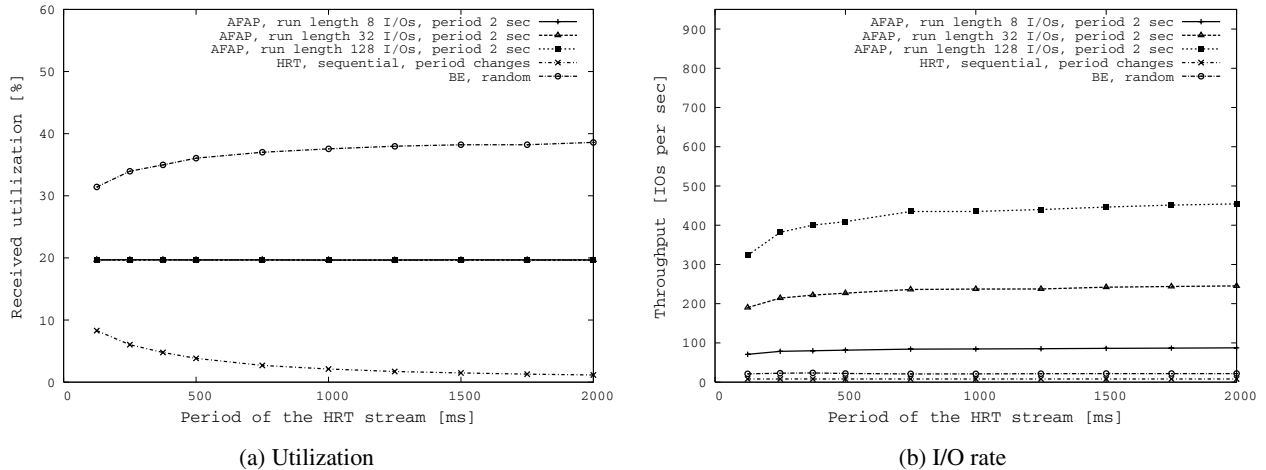 60
50
40
30
20
10
0
0
500
1000
1500
2000
Received utilization [%]
Period of the HRT stream [ms]
AFAP, run length 8 I/Os, period 2 sec
AFAP, run length 32 I/Os, period 2 sec
AFAP, run length 128 I/Os, period 2 sec
HRT, sequential, period changes
BE, random
(a) Utilization
900
800
700
600
500
400
300
200
100
0
0
500
1000
1500
2000
Throughput [IOs per sec]
Period of the HRT stream [ms]
AFAP, run length 8 I/Os, period 2 sec
AFAP, run length 32 I/Os, period 2 sec
AFAP, run length 128 I/Os, period 2 sec
HRT, sequential, period changes
BE, random
(b) I/O rate